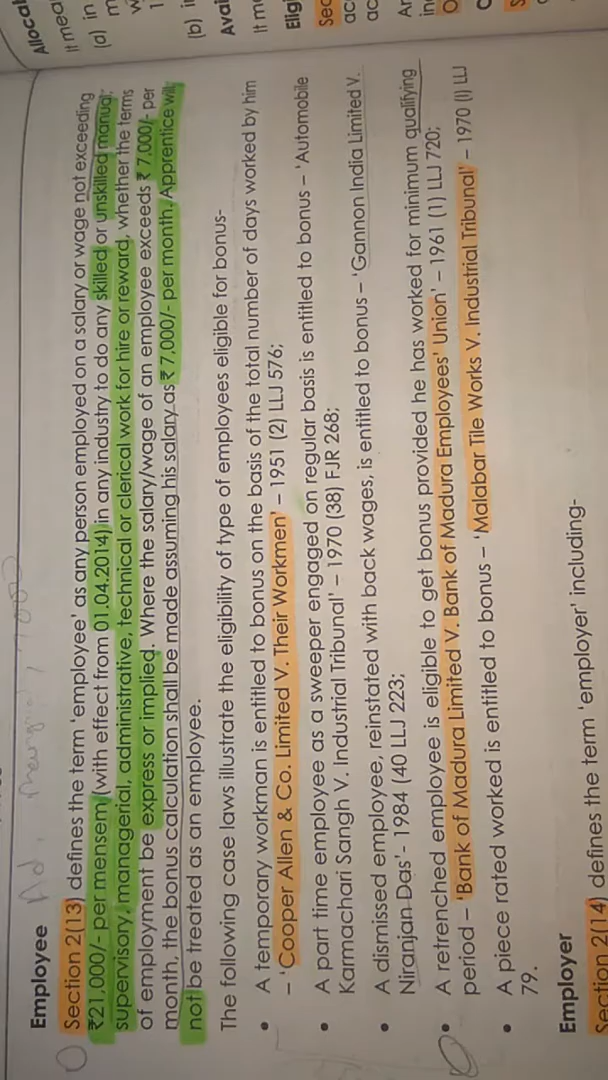 Employee
Section 2(13) defines the term 'employee' as any person employed on a salary or wage not exceeding
₹21,000/- per mensem (with effect from 01.04.2014) in any industry to do any skilled or unskilled manual,
supervisory, managerial, administrative, technical or clerical work for hire or reward, whether the terms
of employment be express or implied. Where the salary/wage of an employee exceeds ₹ 7,000/- per
month, the bonus calculation shall be made assuming his salary as ₹ 7,000/- per month. Apprentice will
not be treated as an employee.
The following case laws illustrate the eligibility of type of employees eligible for bonus-
• A temporary workman is entitled to bonus on the basis of the total number of days worked by him
– 'Cooper Allen & Co. Limited V. Their Workmen' – 1951 (2) LLJ 576;
• A part time employee as a sweeper engaged on regular basis is entitled to bonus – 'Automobile
Karmachari Sangh V. Industrial Tribunal' – 1970 (38) FJR 268;
• A dismissed employee, reinstated with back wages, is entitled to bonus – 'Gannon India Limited V.
Niranjan Das'- 1984 (40 LLJ 223;
• A retrenched employee is eligible to get bonus provided he has worked for minimum qualifying
period – 'Bank of Madura Limited V. Bank of Madura Employees' Union' – 1961 (1) LLJ 720;
• A piece rated worked is entitled to bonus – 'Malabar Tile Works V. Industrial Tribunal' – 1970 (I) LLJ
79.
Employer
Section 2(14) defines the term 'employer' including-
Allocat
It mea
(a) in
(b) i
Avai
It m
Eligi
Sec
ac
ac